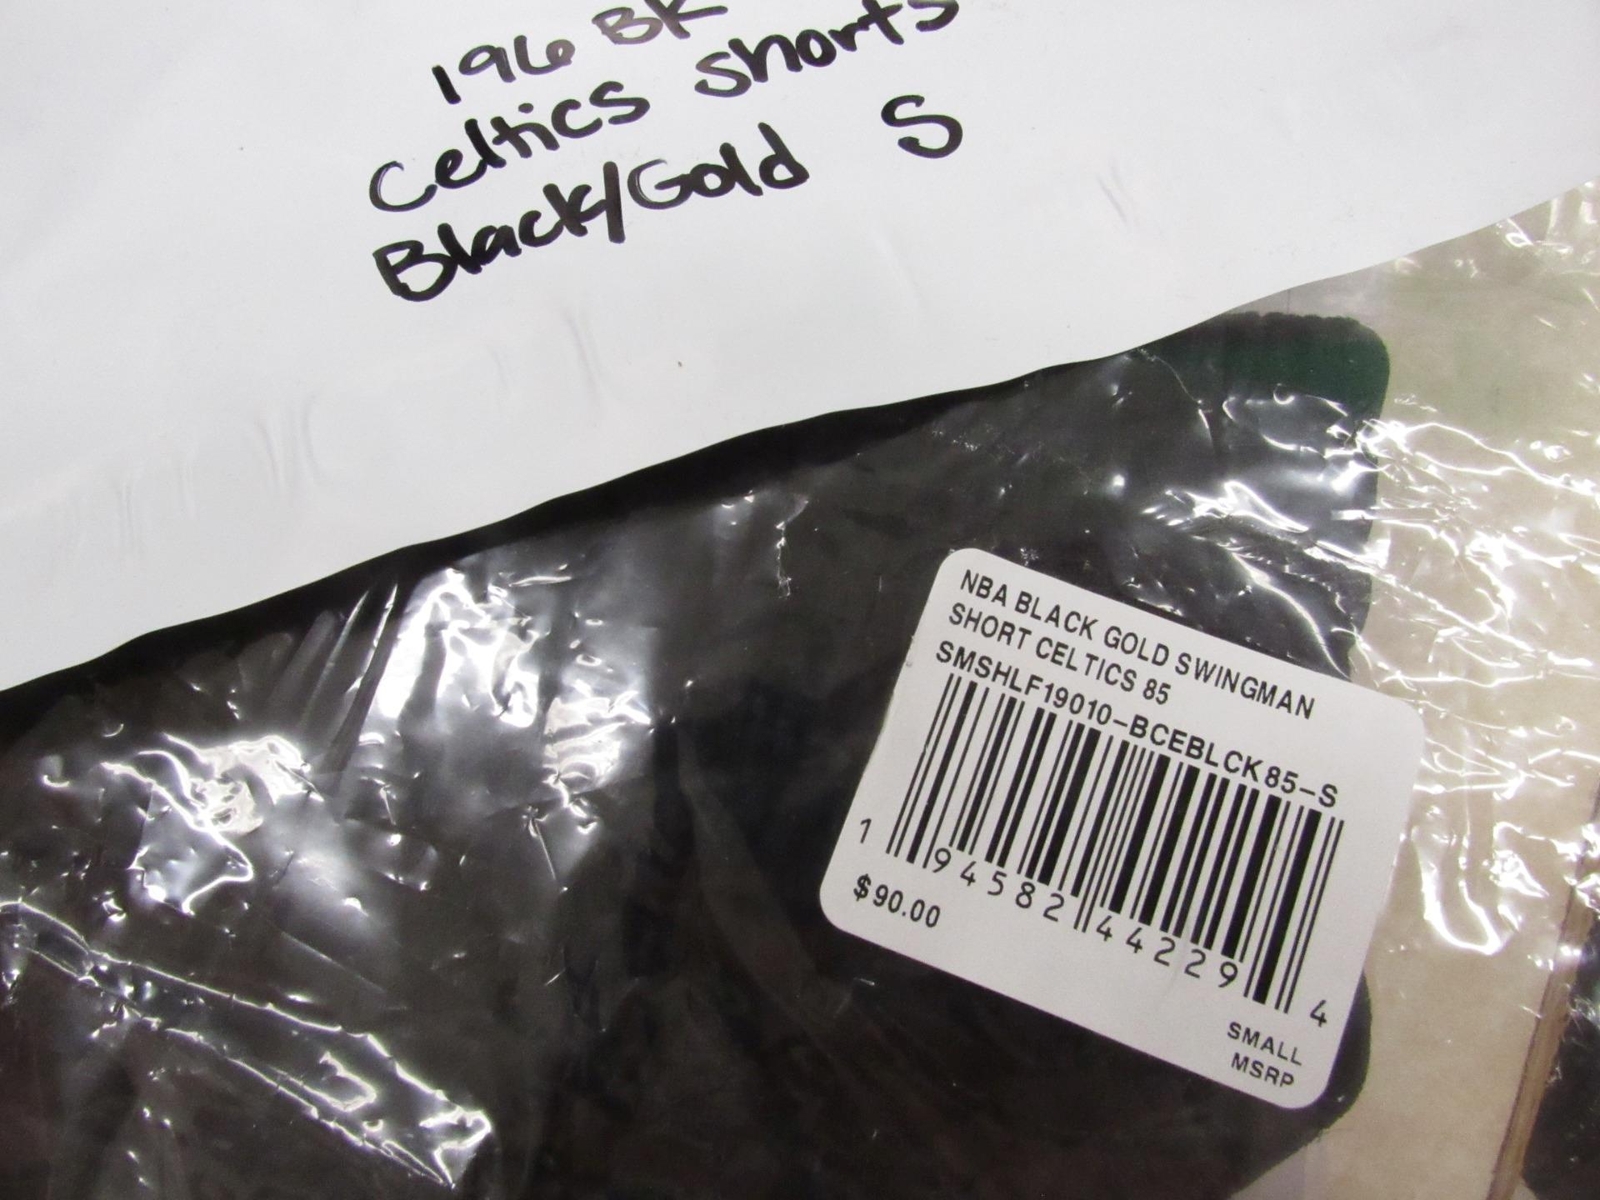 196 BK
Celtics shorts
Black/Gold S
NBA BLACK GOLD SWINGMAN
SHORT CELTICS 85
SMSHLF19010-BCEBLCK85-S
1 94582 44229 4
$90.00
SMALL
MSRP